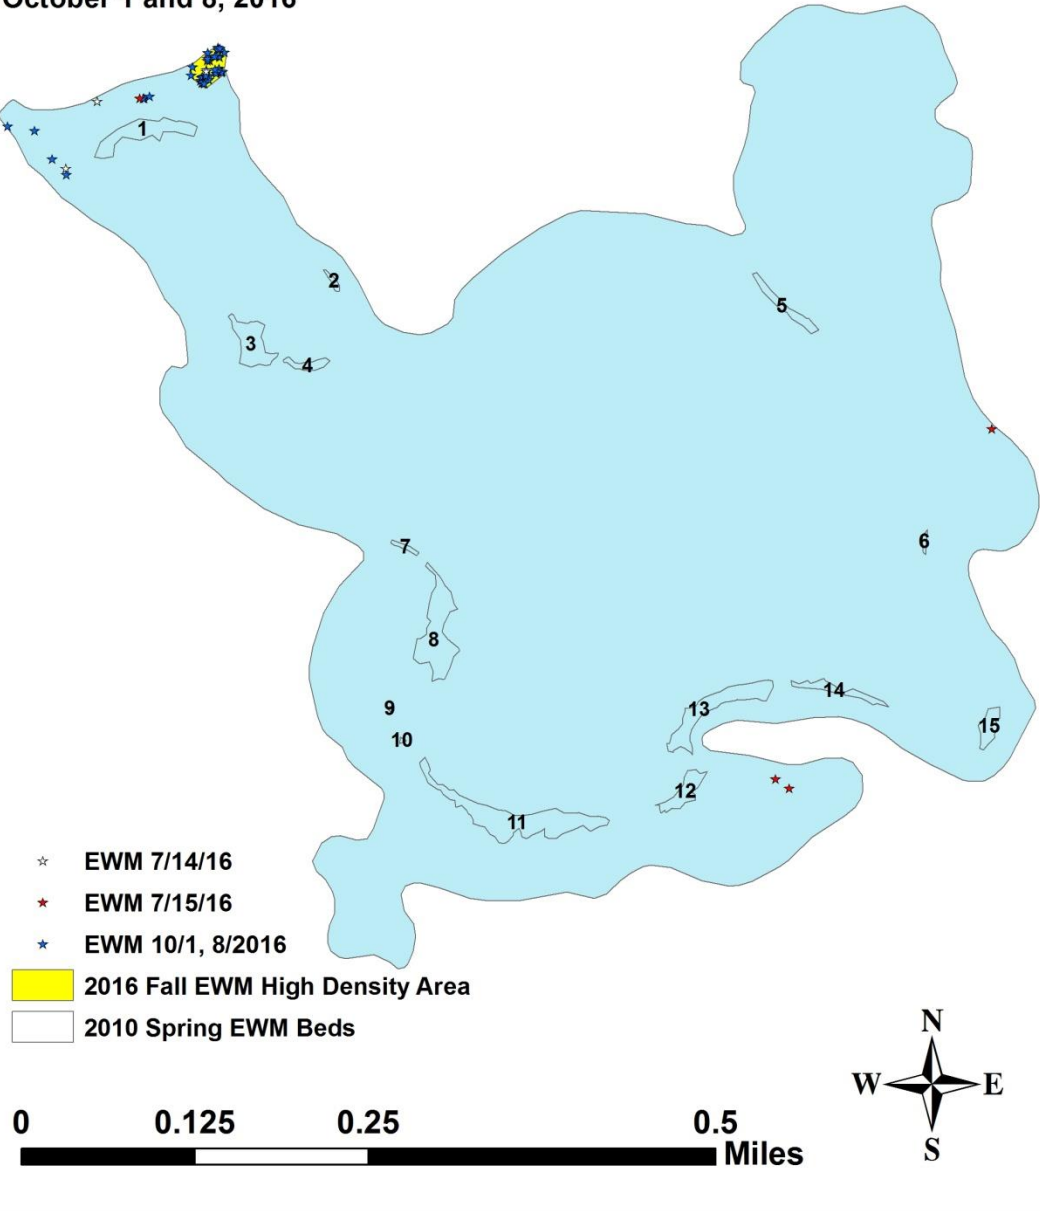 October 1 and 8, 2016
1
2
5
3
4
6
7
8
14
9
13
15
10
12
11
EWM 7/14/16
EWM 7/15/16
EWM 10/1, 8/2016
2016 Fall EWM High Density Area
2010 Spring EWM Beds
N
W E
S
0 0.125 0.25 0.5
Miles